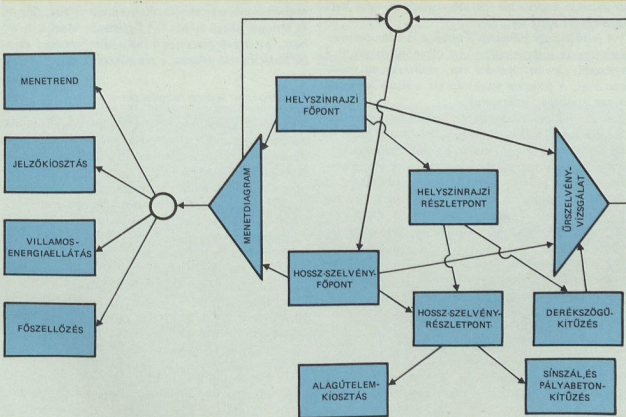 MENETREND
JELZŐKIOSZTÁS
VILLAMOS-
ENERGIAELLÁTÁS
FŐSZELLŐZÉS
MENETDIAGRAM
HELYSZÍNRAJZI
FŐPONT
HELYSZÍNRAJZI
RÉSZLETPONT
HOSSZ-SZELVÉNY-
FŐPONT
HOSSZ-SZELVÉNY-
RÉSZLETPONT
ŰRSZELVÉNY-
VIZSGÁLAT
DERÉKSZÖGŰ-
KITŰZÉS
ALAGÚTELEM-
KIOSZTÁS
SÍNSZÁL,ÉS
PÁLYABETON-
KITŰZÉS